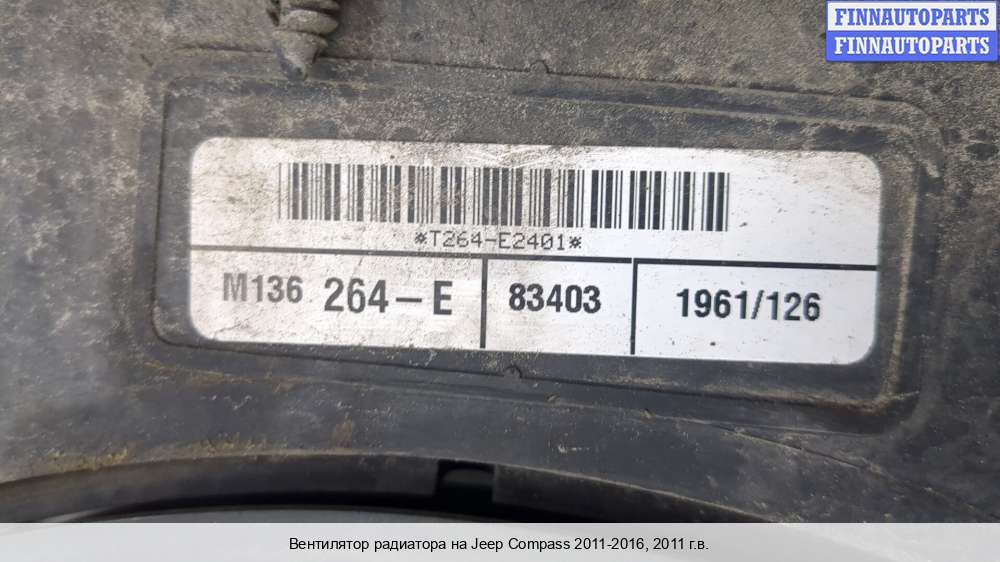 FINNAUTOPARTS
FINNAUTOPARTS
*T264-E2401*
M136 264-E 83403 1961/126
Вентилятор радиатора на Jeep Compass 2011-2016, 2011 г.в.